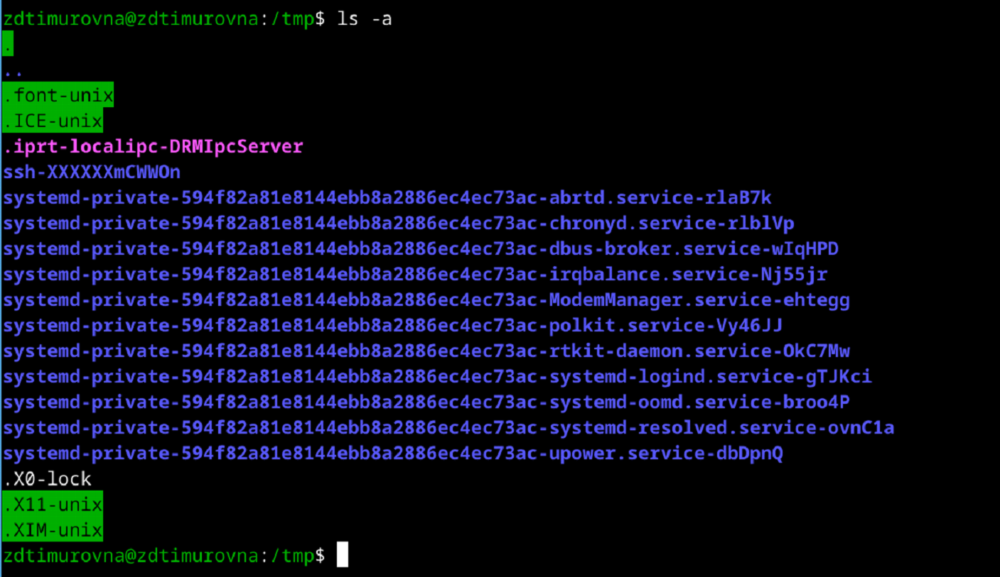 zdtimurovna@zdtimurovna:/tmp$ ls -a
.
..
.font-unix
.ICE-unix
.iprt-localipc-DRMIpcServer
ssh-XXXXXXmCWWOn
systemd-private-594f82a81e8144ebb8a2886ec4ec73ac-abrtd.service-rlaB7k
systemd-private-594f82a81e8144ebb8a2886ec4ec73ac-chronyd.service-rlblVp
systemd-private-594f82a81e8144ebb8a2886ec4ec73ac-dbus-broker.service-wIqHPD
systemd-private-594f82a81e8144ebb8a2886ec4ec73ac-irqbalance.service-Nj55jr
systemd-private-594f82a81e8144ebb8a2886ec4ec73ac-ModemManager.service-ehtegg
systemd-private-594f82a81e8144ebb8a2886ec4ec73ac-polkit.service-Vy46JJ
systemd-private-594f82a81e8144ebb8a2886ec4ec73ac-rtkit-daemon.service-OkC7Mw
systemd-private-594f82a81e8144ebb8a2886ec4ec73ac-systemd-logind.service-gTJKci
systemd-private-594f82a81e8144ebb8a2886ec4ec73ac-systemd-oomd.service-broo4P
systemd-private-594f82a81e8144ebb8a2886ec4ec73ac-systemd-resolved.service-ovnC1a
systemd-private-594f82a81e8144ebb8a2886ec4ec73ac-upower.service-dbDpnQ
.X0-lock
.X11-unix
.XIM-unix
zdtimurovna@zdtimurovna:/tmp$